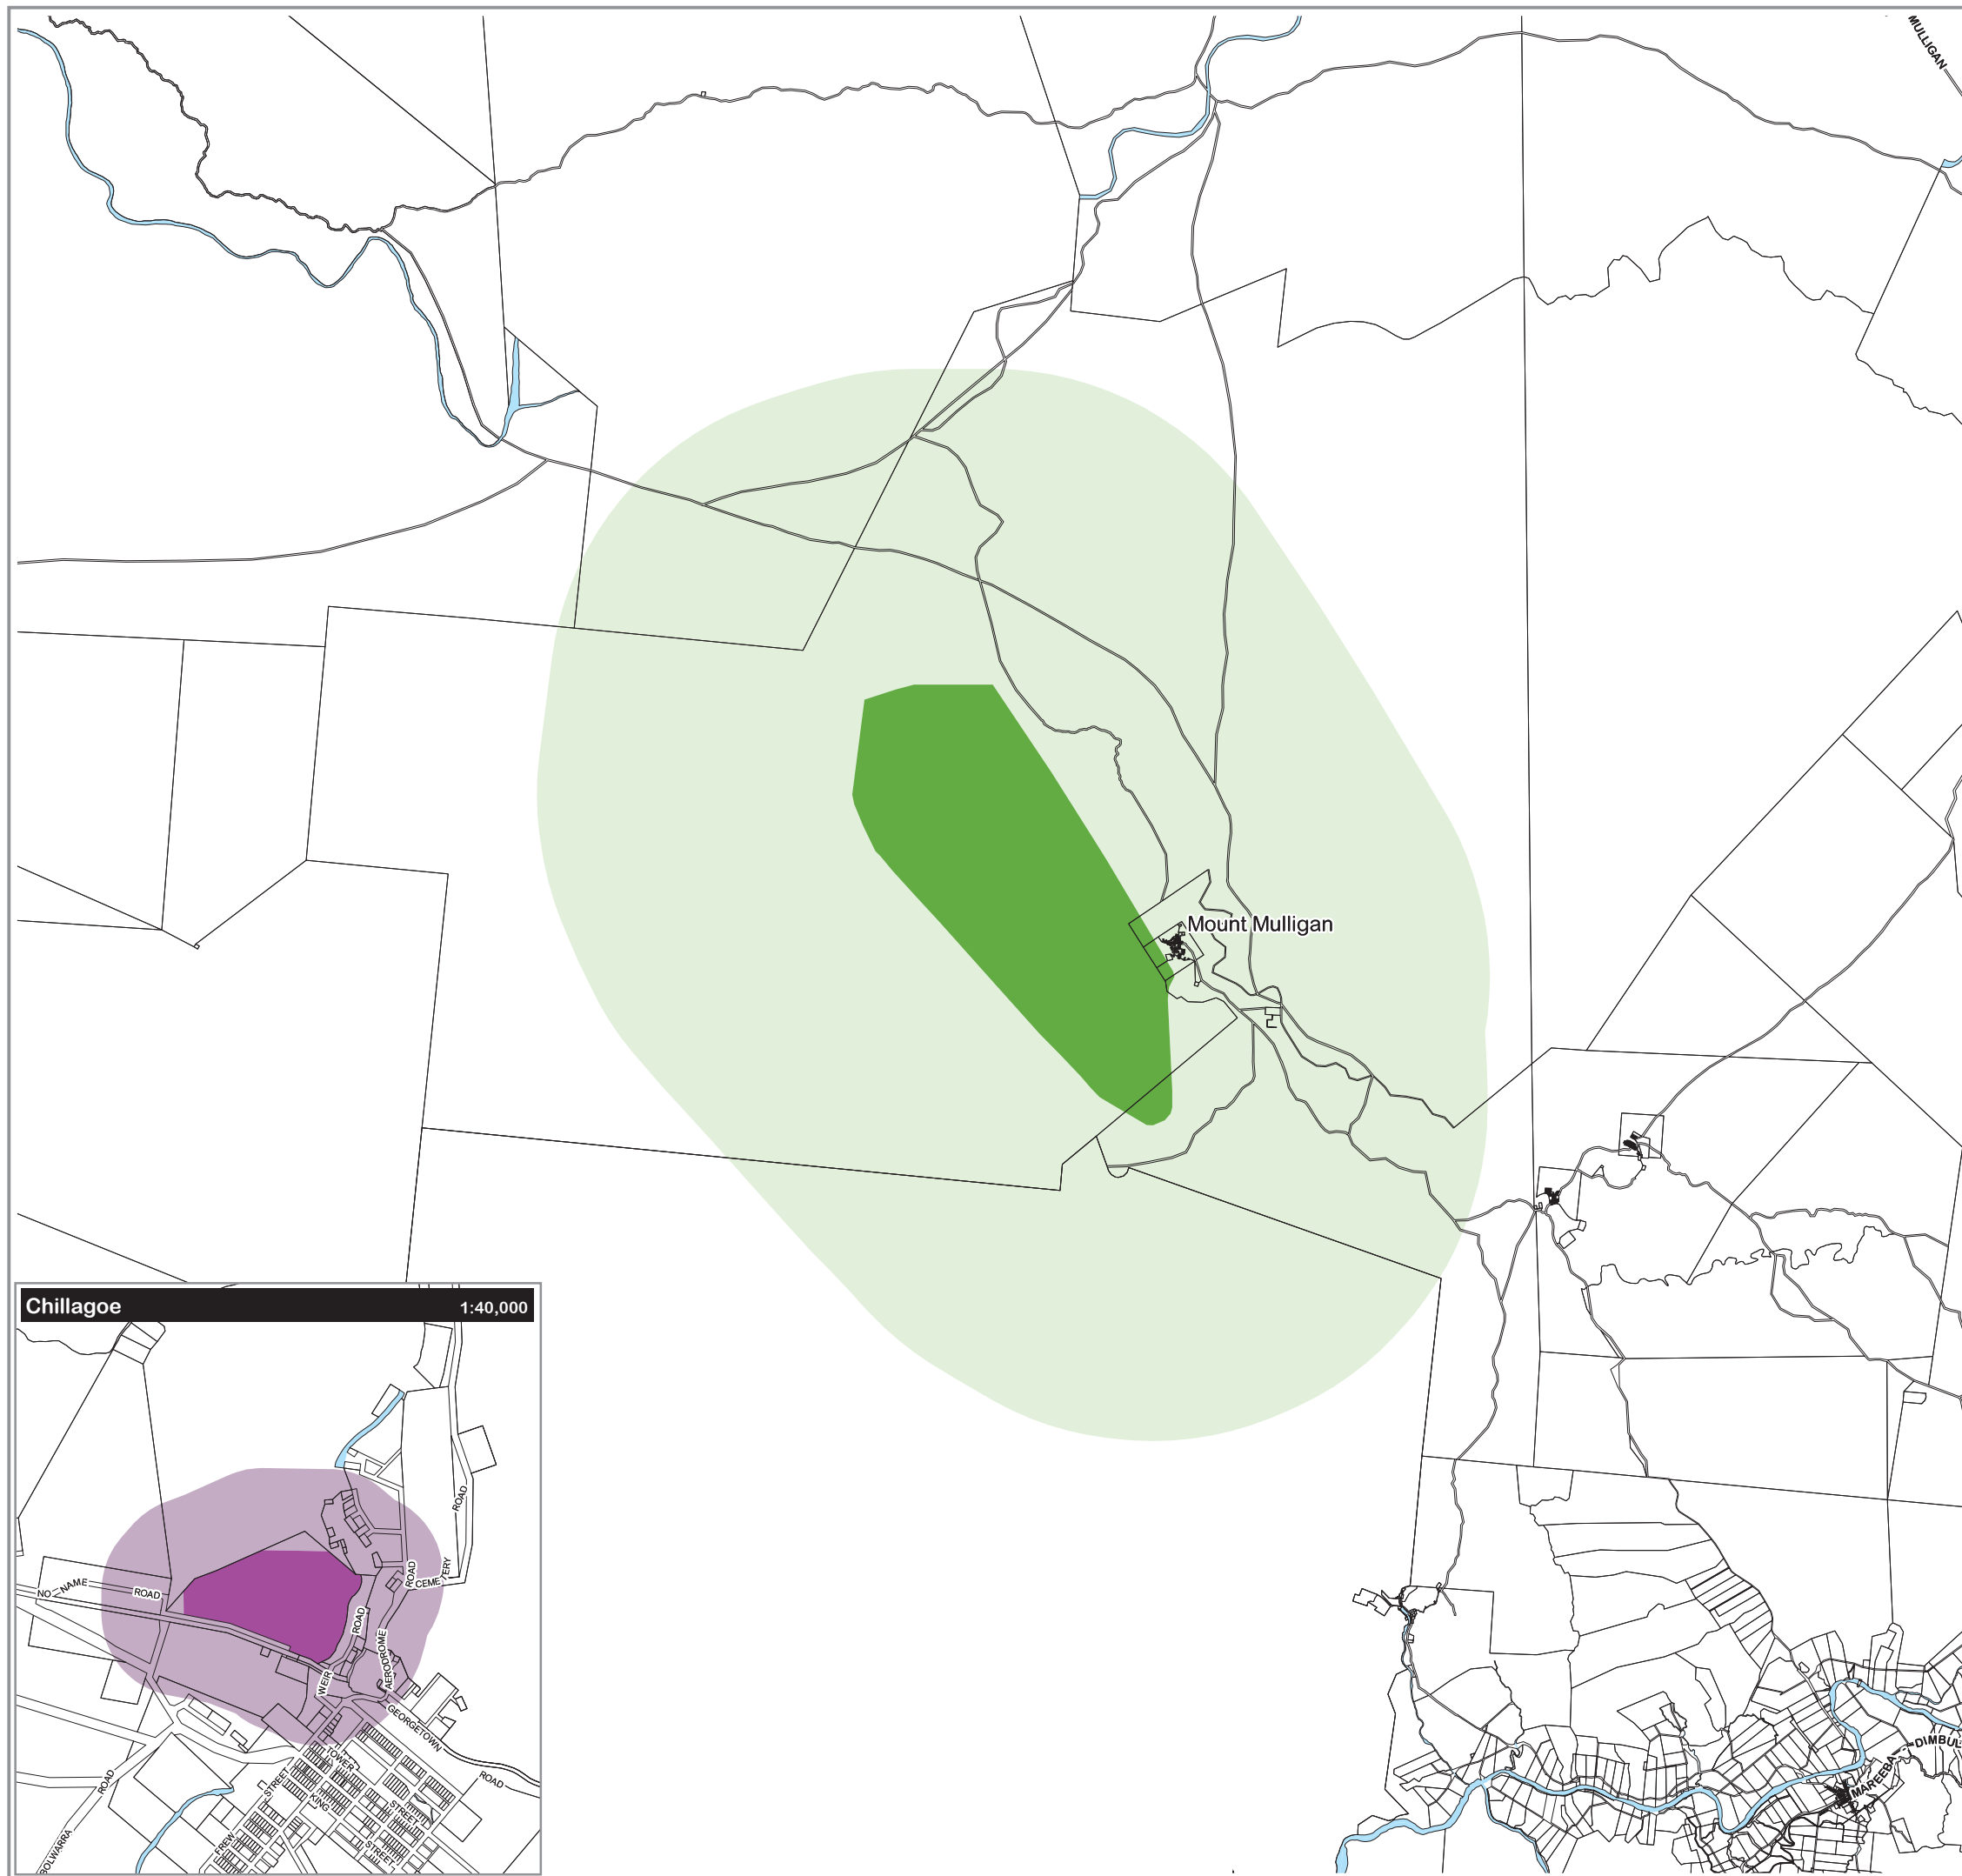 MULLIGAN
Mount Mulligan
Chillagoe
1:40,000
ROAD
ROAD
CEMETERY
NO NAME
ROAD
ROAD
AERODROME
WEIR
GEORGETOWN
ROAD
TOWER
STREET
KING
STREET
STREET
FREW
ROAD
BOLWARRA
MAREEBA - DIMBUL